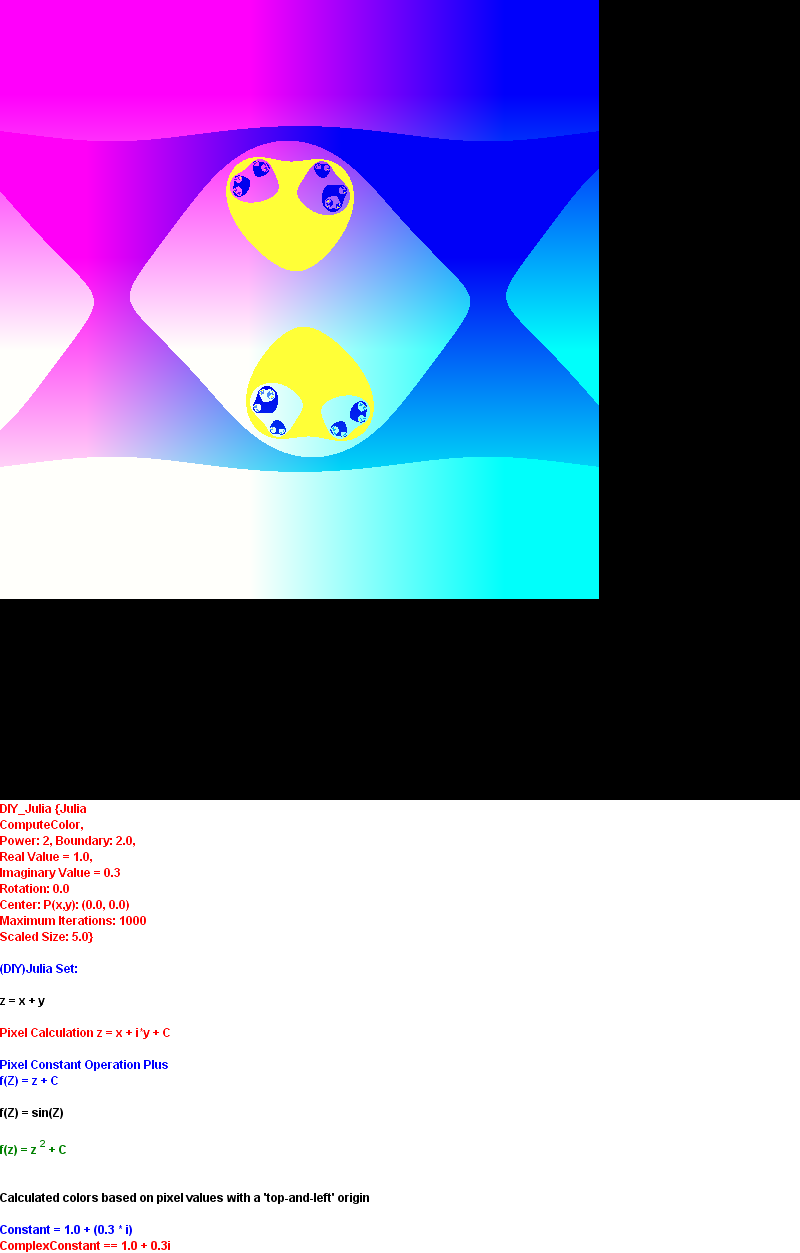 DIY_Julia {Julia
ComputeColor,
Power: 2, Boundary: 2.0,
Real Value = 1.0,
Imaginary Value = 0.3
Rotation: 0.0
Center: P(x,y): (0.0, 0.0)
Maximum Iterations: 1000
Scaled Size: 5.0}
(DIY)Julia Set:
z = x + y
Pixel Calculation z = x + i*y + C
Pixel Constant Operation Plus
f(Z) = z + C
f(Z) = sin(Z)
f(z) = z ² + C
Calculated colors based on pixel values with a 'top-and-left' origin
Constant = 1.0 + (0.3 * i)
ComplexConstant == 1.0 + 0.3i